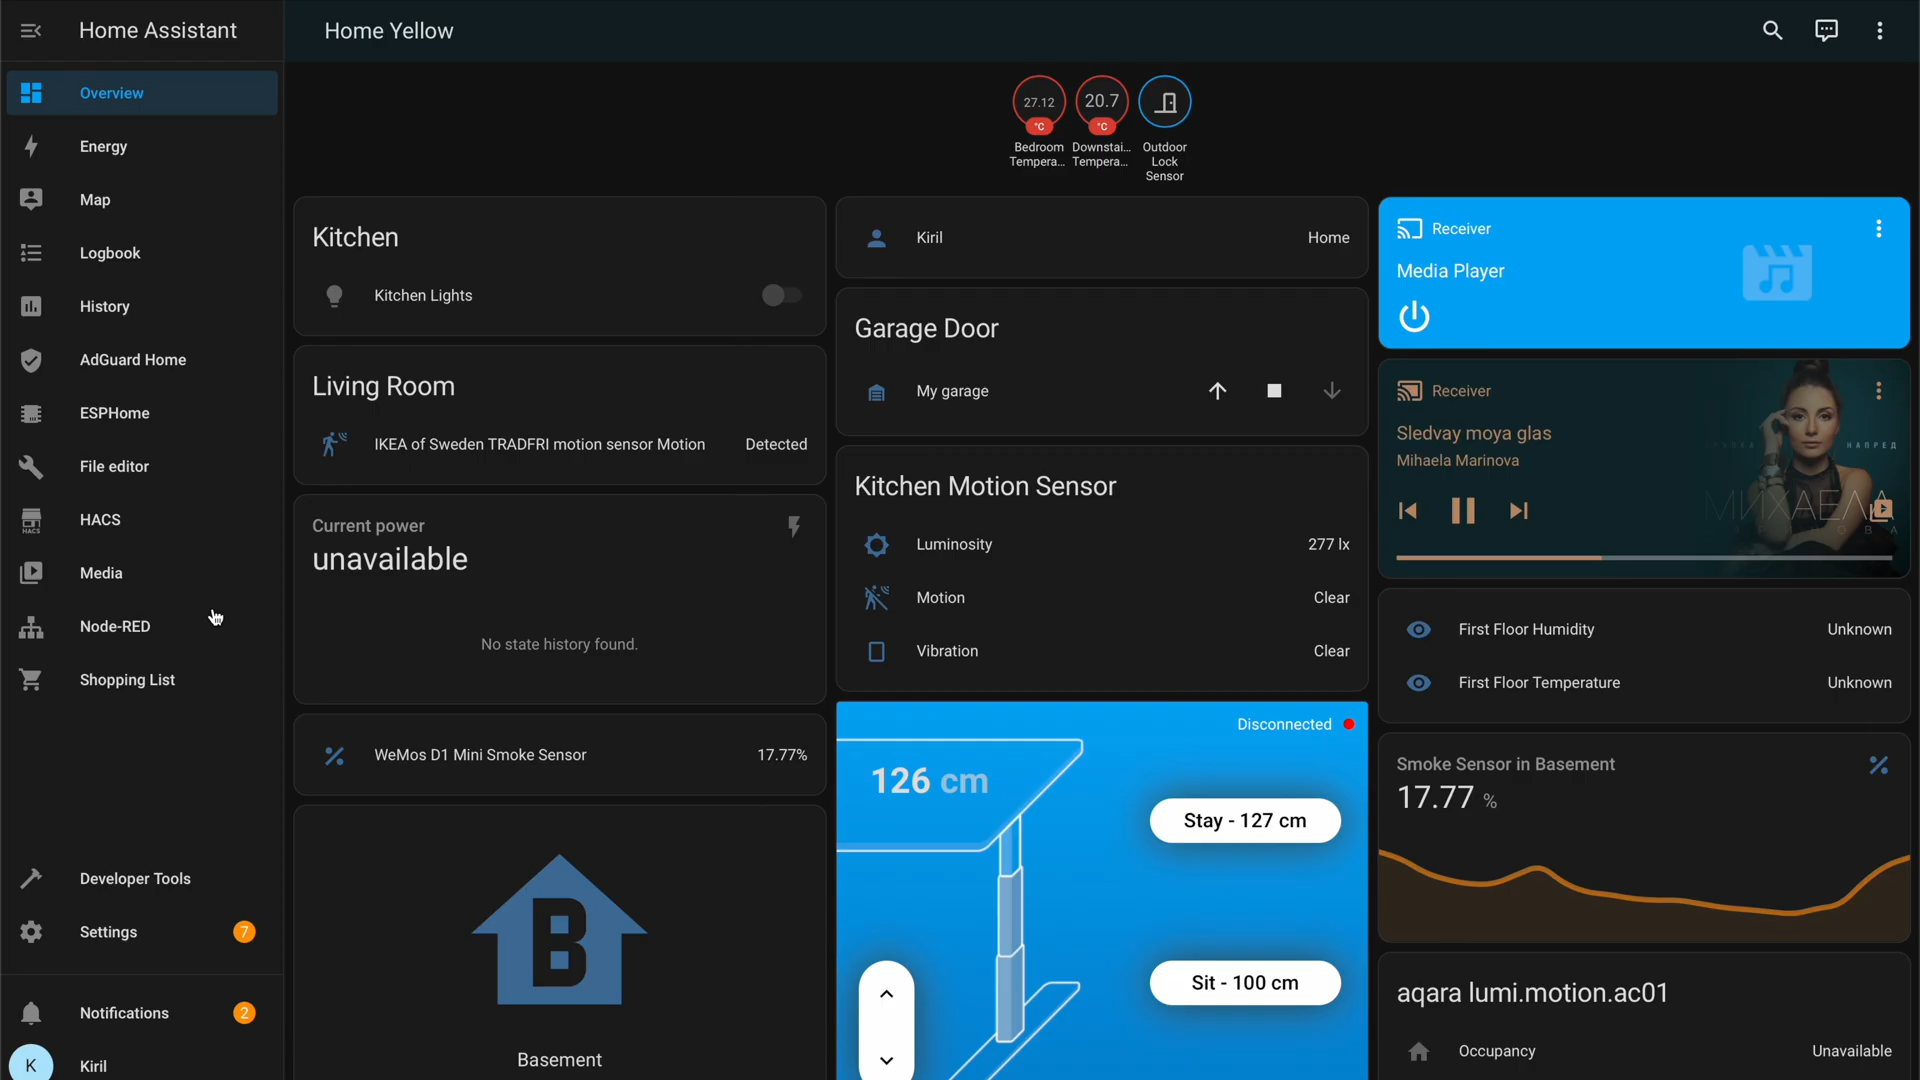 Home Assistant
Home Yellow
Overview
Energy
Map
Logbook
History
AdGuard Home
ESPHome
File editor
HACS
HACS
Media
Node-RED
Shopping List
Developer Tools
Settings
7
Notifications
2
K
Kiril
27.12
°C
Bedroom
Tempera...
20.7
°C
Downstai...
Tempera...
Outdoor
Lock
Sensor
Kitchen
Kitchen Lights
Living Room
IKEA of Sweden TRADFRI motion sensor Motion Detected
Current power
unavailable
No state history found.
WeMos D1 Mini Smoke Sensor 17.77%
B
Basement
Kiril Home
Garage Door
My garage
Kitchen Motion Sensor
Luminosity 277 lx
Motion Clear
Vibration Clear
Disconnected
126 cm
Stay - 127 cm
Sit - 100 cm
Receiver
Media Player
Receiver
Sledvay moya glas
Mihaela Marinova
НАПРЕД
МИХАЕЛА
First Floor Humidity Unknown
First Floor Temperature Unknown
Smoke Sensor in Basement
17.77 %
aqara lumi.motion.ac01
Occupancy Unavailable